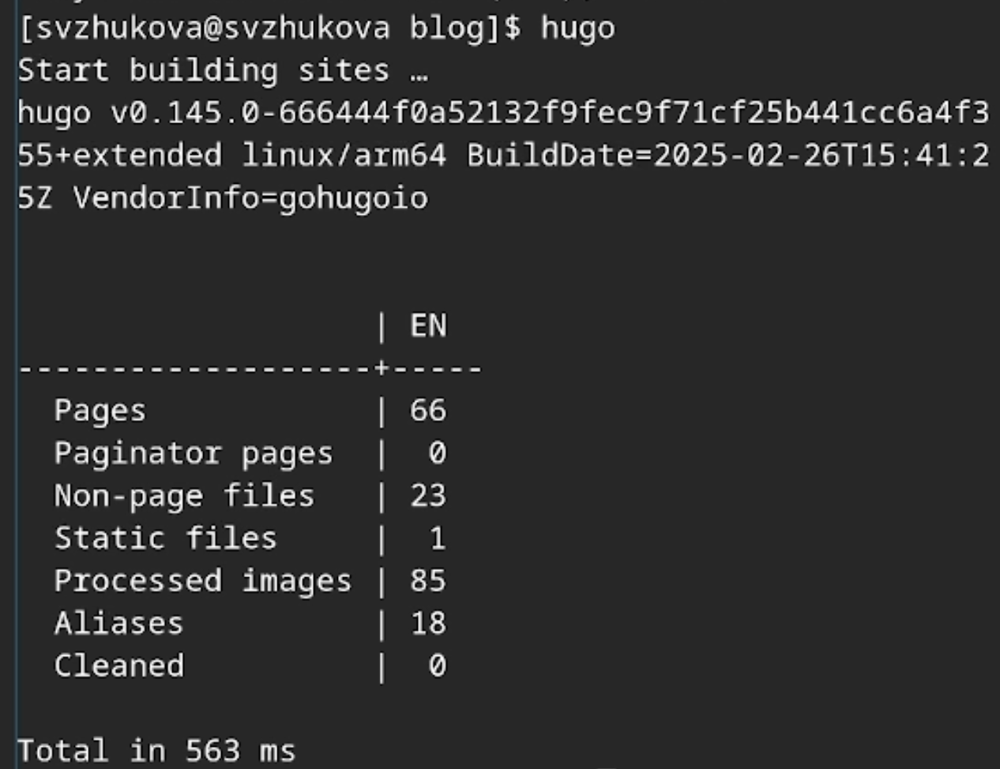 [svzhukova@svzhukova blog]$ hugo
Start building sites …
hugo v0.145.0-666444f0a52132f9fec9f71cf25b441cc6a4f3
55+extended linux/arm64 BuildDate=2025-02-26T15:41:2
5Z VendorInfo=gohugoio
                   | EN
-------------------+-----
  Pages            | 66
  Paginator pages  |  0
  Non-page files   | 23
  Static files     |  1
  Processed images | 85
  Aliases          | 18
  Cleaned          |  0
Total in 563 ms